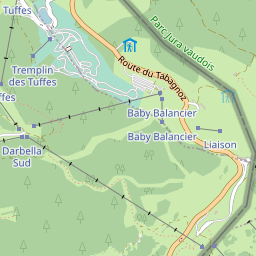 Tuffes
Parc Jura vaudois
Route du Tabagnoz
Tremplin
des Tuffes
ffes
Baby Balancier
Baby Balancier
Darbella
Sud
Liaison